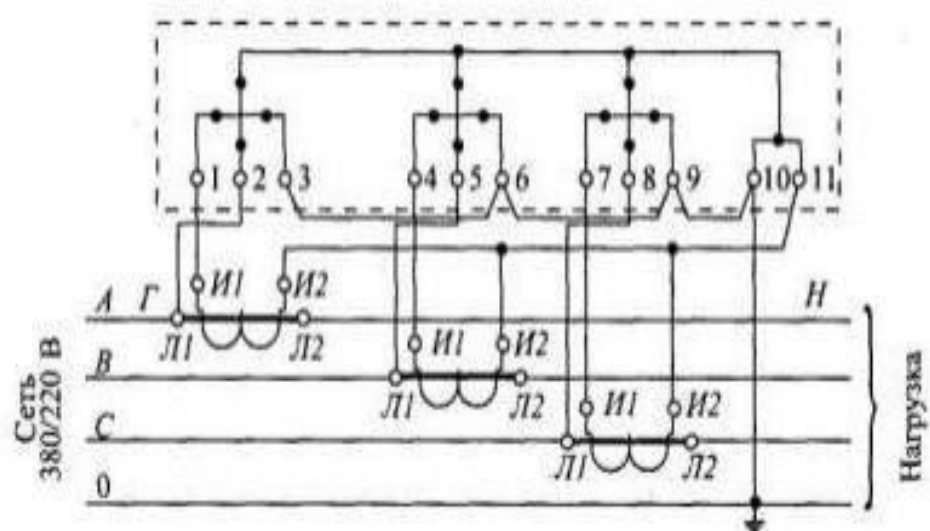 1 2 3 4 5 6 7 8 9 10 11
И1 И2
A Г Н
Л1 Л2
И1 И2
B
Л1 Л2
И1 И2
C
Л1 Л2
0
Сеть
380/220 В
Нагрузка